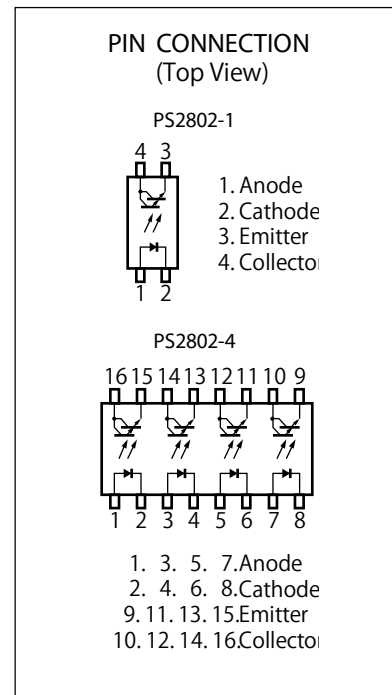 PIN CONNECTION
(Top View)
PS2802-1
4 3
1. Anode
2. Cathode
3. Emitter
4. Collector
1 2
PS2802-4
16 15 14 13 12 11 10 9
1 2 3 4 5 6 7 8
1. 3. 5. 7.Anode
2. 4. 6. 8.Cathode
9. 11. 13. 15.Emitter
10. 12. 14. 16.Collector